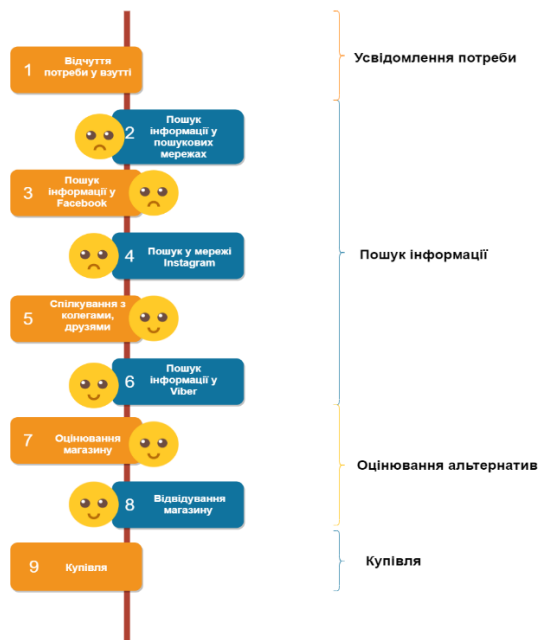 1
Відчуття
потреби у взутті
Усвідомлення потреби
2
Пошук
інформації у
пошукових
мережах
3
Пошук
інформації у
Facebook
4
Пошук у мережі
Instagram
Пошук інформації
5
Спілкування з
колегами,
друзями
6
Пошук
інформації у
Viber
7
Оцінювання
магазину
Оцінювання альтернатив
8
Відвідування
магазину
9
Купівля
Купівля